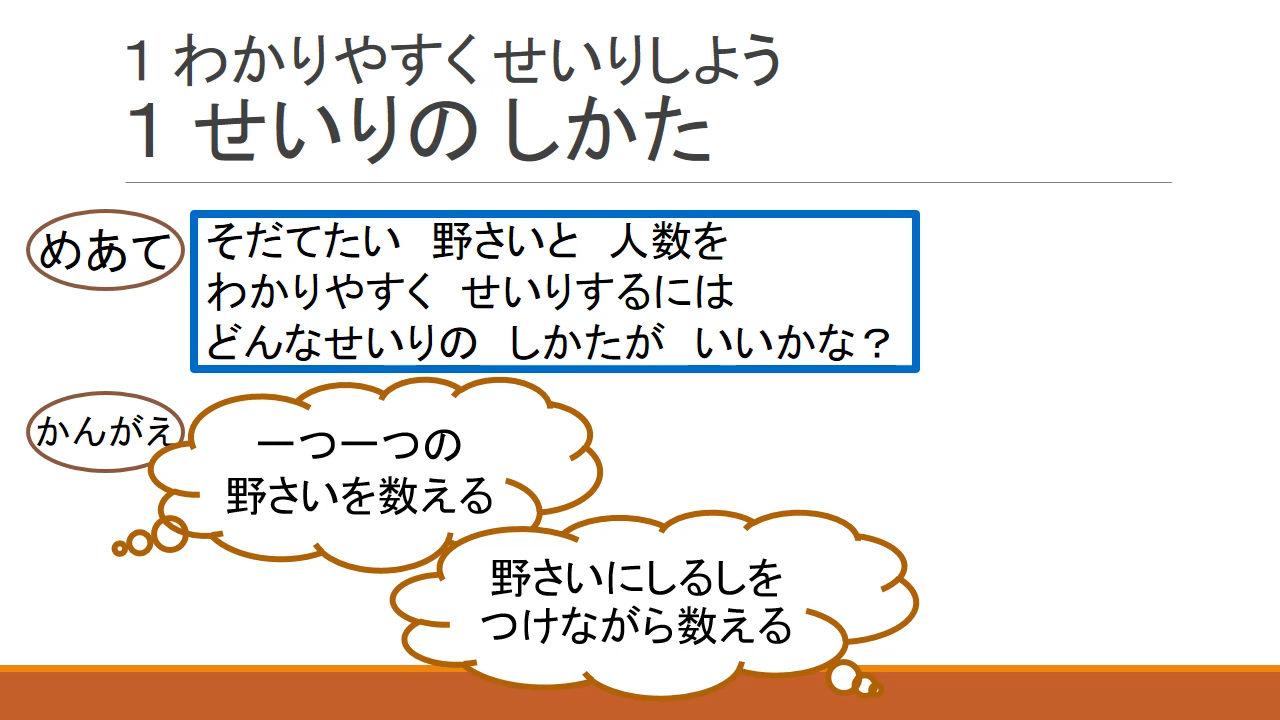 1 わかりやすく せいりしよう
1 せいりの しかた
めあて
そだてたい 野さいと 人数を
わかりやすく せいりするには
どんなせいりの しかたが いいかな？
かんがえ
一つ一つの
野さいを数える
野さいにしるしを
つけながら数える